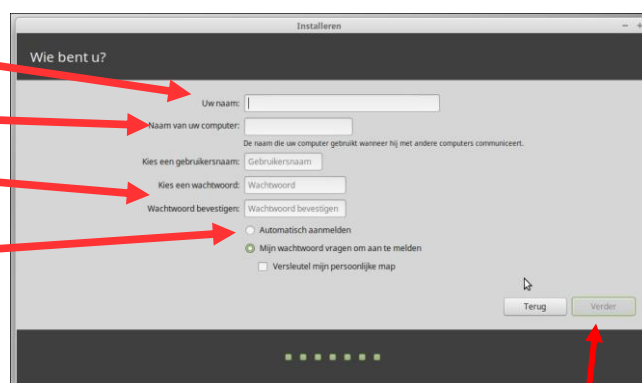 Installeren
Wie bent u?
Uw naam:
Naam van uw computer:
De naam die uw computer gebruikt wanneer hij met andere computers communiceert.
Kies een gebruikersnaam: Gebruikersnaam
Kies een wachtwoord: Wachtwoord
Wachtwoord bevestigen: Wachtwoord bevestigen
Automatisch aanmelden
Mijn wachtwoord vragen om aan te melden
Versleutel mijn persoonlijke map
Terug Verder